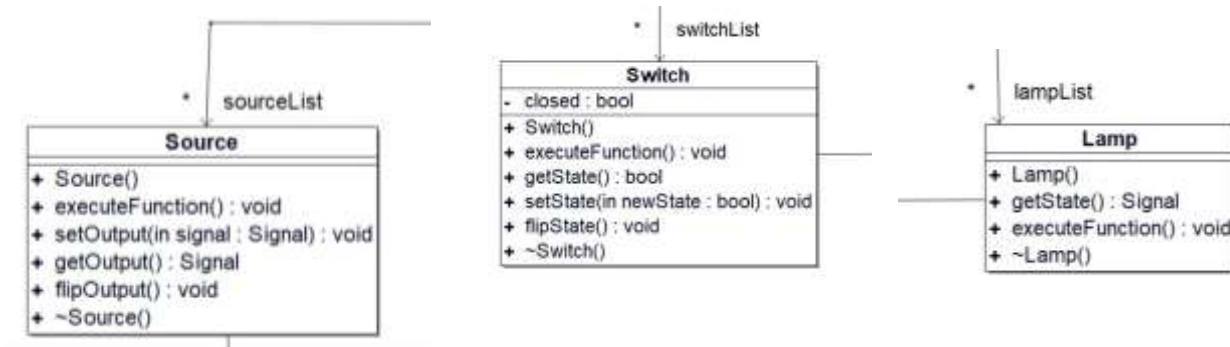 * sourceList
Source
+ Source()
+ executeFunction() : void
+ setOutput(in signal : Signal) : void
+ getOutput() : Signal
+ flipOutput() : void
+ ~Source()
* switchList
Switch
- closed : bool
+ Switch()
+ executeFunction() : void
+ getState() : bool
+ setState(in newState : bool) : void
+ flipState() : void
+ ~Switch()
* lampList
Lamp
+ Lamp()
+ getState() : Signal
+ executeFunction() : void
+ ~Lamp()